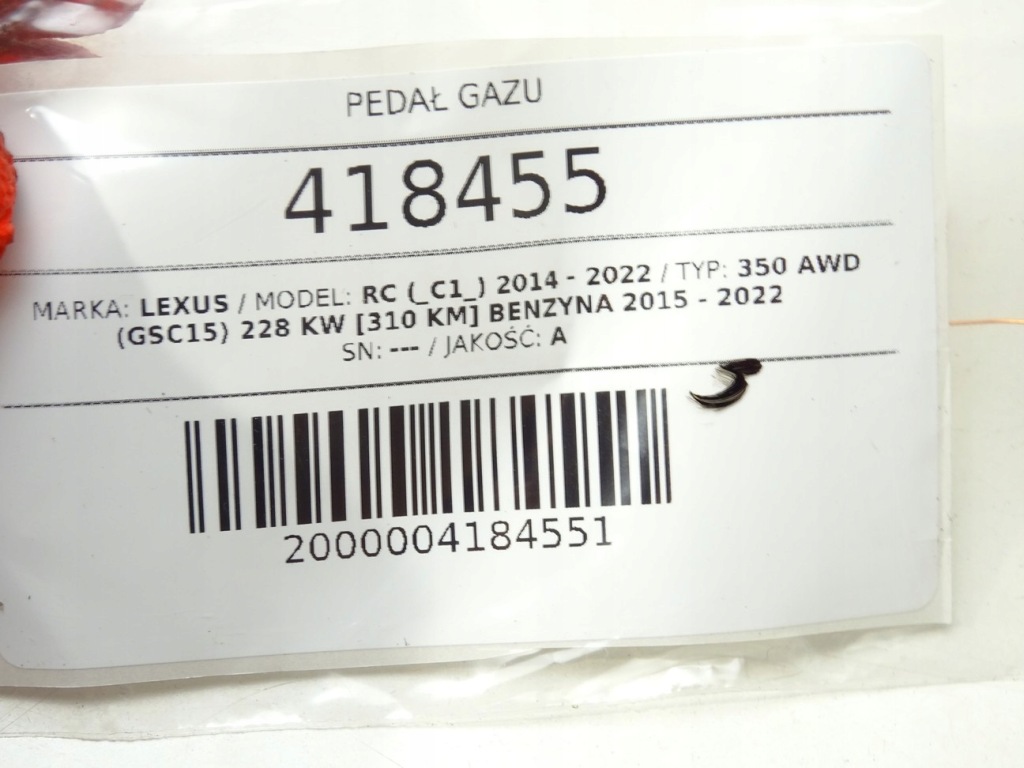 PEDAŁ GAZU
418455
MARKA: LEXUS / MODEL: RC (_C1_) 2014 - 2022 / TYP: 350 AWD
(GSC15) 228 KW [310 KM] BENZYNA 2015 - 2022
SN: --- / JAKOŚĆ: A
2000004184551